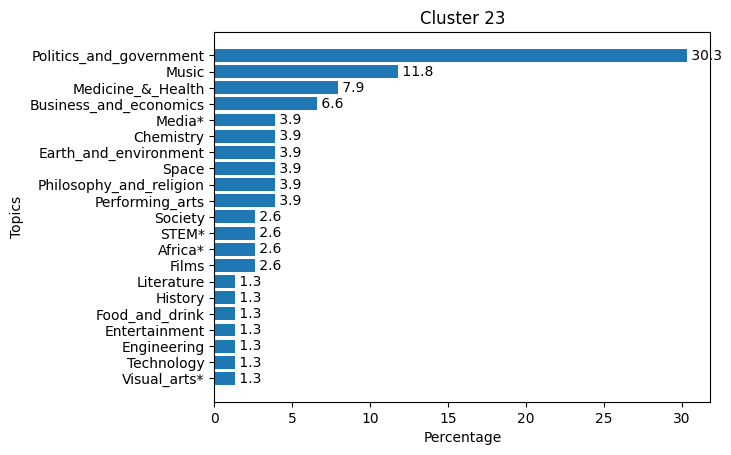 Cluster 23
Politics_and_government 30.3
Music 11.8
Medicine_&_Health 7.9
Business_and_economics 6.6
Media* 3.9
Chemistry 3.9
Earth_and_environment 3.9
Space 3.9
Philosophy_and_religion 3.9
Performing_arts 3.9
Society 2.6
STEM* 2.6
Africa* 2.6
Films 2.6
Literature 1.3
History 1.3
Food_and_drink 1.3
Entertainment 1.3
Engineering 1.3
Technology 1.3
Visual_arts* 1.3
Topics
0 5 10 15 20 25 30
Percentage